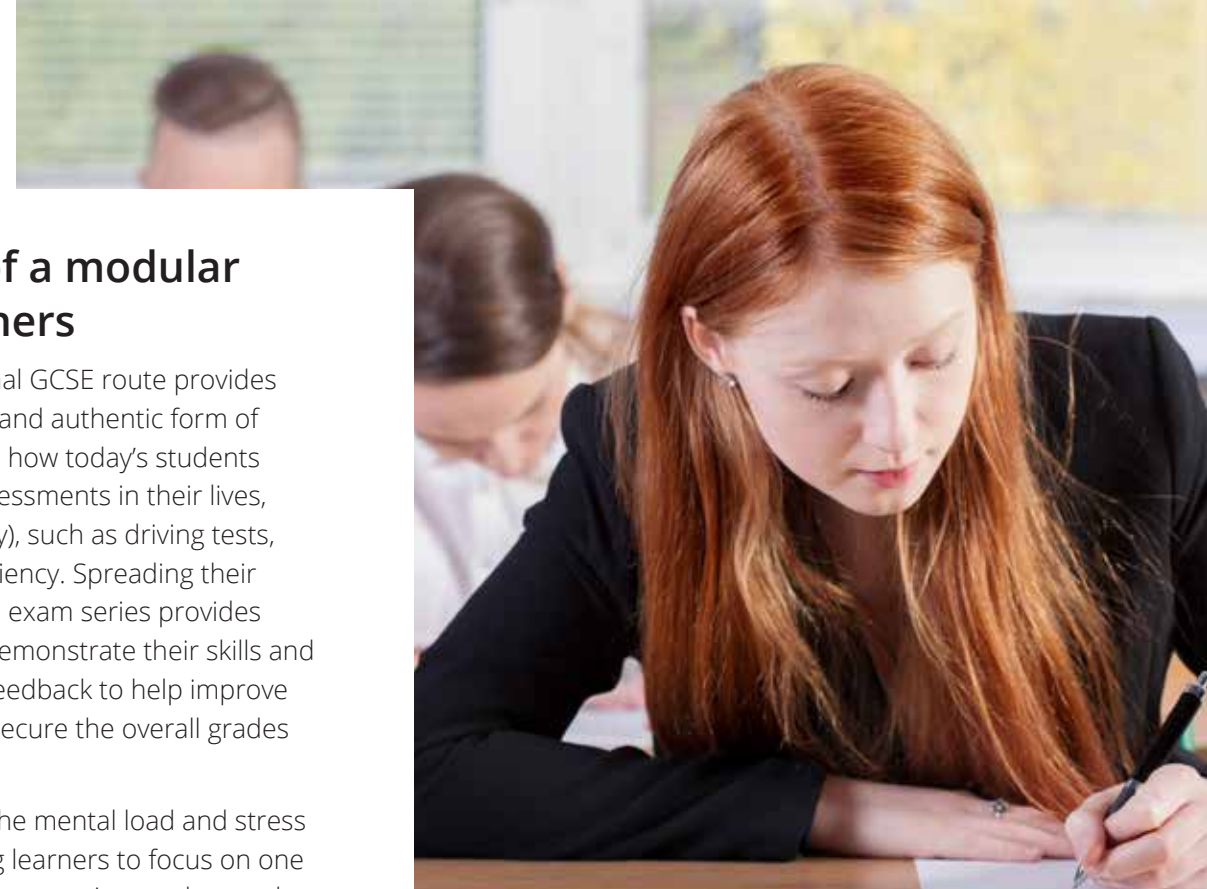 of a modular
ners
nal GCSE route provides
and authentic form of
how today's students
essments in their lives,
y), such as driving tests,
iency. Spreading their
exam series provides
emonstrate their skills and
eedback to help improve
ecure the overall grades
he mental load and stress
g learners to focus on one